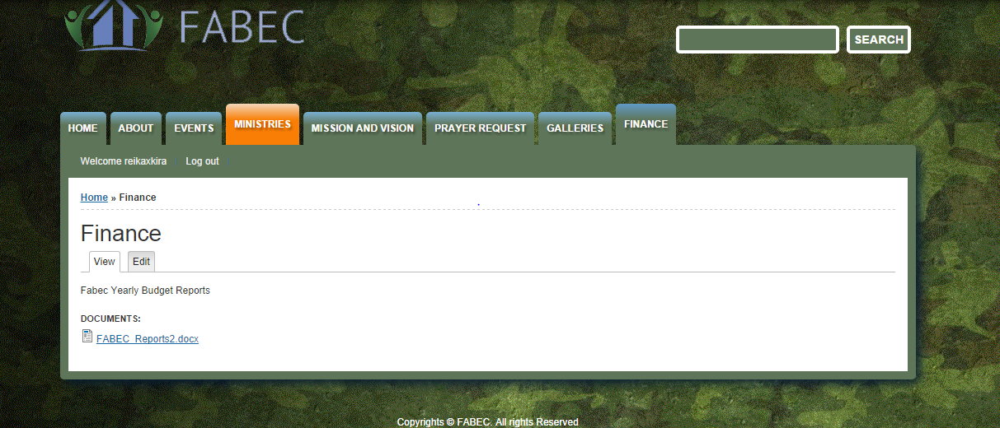 FABEC
SEARCH
HOME ABOUT EVENTS MINISTRIES MISSION AND VISION PRAYER REQUEST GALLERIES FINANCE
Welcome reikaxkira Log out
Home » Finance
Finance
View Edit
Fabec Yearly Budget Reports
DOCUMENTS:
FABEC_Reports2.docx
Copyrights © FABEC. All rights Reserved